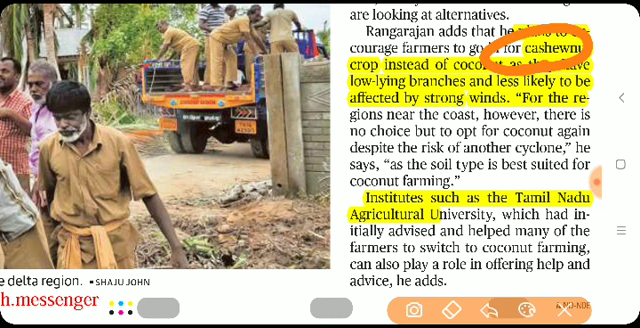 are looking at alternatives.
Rangarajan adds that he
courage farmers to go for cashewnut
crop instead of coconut as they have
low-lying branches and less likely to be
affected by strong winds. “For the re-
gions near the coast, however, there is
no choice but to opt for coconut again
despite the risk of another cyclone,” he
says, “as the soil type is best suited for
coconut farming.”
Institutes such as the Tamil Nadu
Agricultural University, which had in-
itially advised and helped many of the
farmers to switch to coconut farming,
can also play a role in offering help and
advice, he adds.
e delta region. ▪ SHAJU JOHN
h.messenger